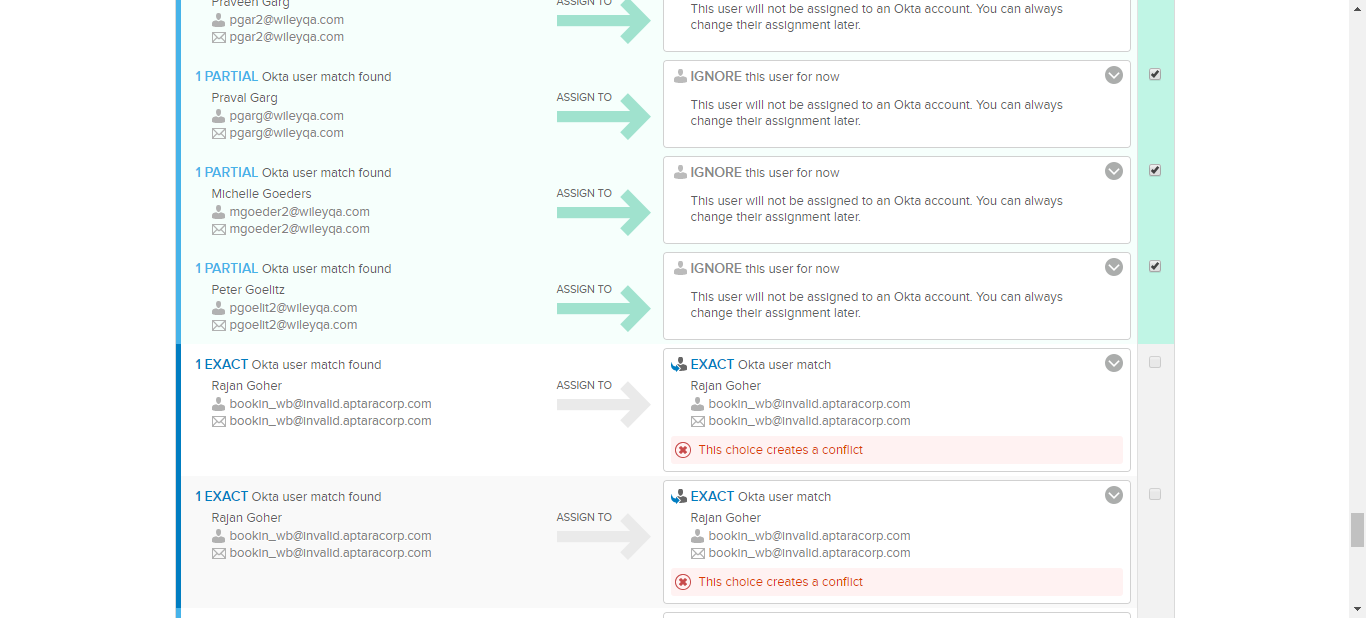 Praveen Garg
pgar2@wileyqa.com
pgar2@wileyqa.com
ASSIGN TO
This user will not be assigned to an Okta account. You can always
change their assignment later.
1 PARTIAL Okta user match found
Praval Garg
pgarg@wileyqa.com
pgarg@wileyqa.com
ASSIGN TO
IGNORE this user for now
This user will not be assigned to an Okta account. You can always
change their assignment later.
1 PARTIAL Okta user match found
Michelle Goeders
mgoeder2@wileyqa.com
mgoeder2@wileyqa.com
ASSIGN TO
IGNORE this user for now
This user will not be assigned to an Okta account. You can always
change their assignment later.
1 PARTIAL Okta user match found
Peter Goelitz
pgoelit2@wileyqa.com
pgoelit2@wileyqa.com
ASSIGN TO
IGNORE this user for now
This user will not be assigned to an Okta account. You can always
change their assignment later.
1 EXACT Okta user match found
Rajan Goher
bookin_wb@invalid.aptaracorp.com
bookin_wb@invalid.aptaracorp.com
ASSIGN TO
EXACT Okta user match
Rajan Goher
bookin_wb@invalid.aptaracorp.com
bookin_wb@invalid.aptaracorp.com
This choice creates a conflict
1 EXACT Okta user match found
Rajan Goher
bookin_wb@invalid.aptaracorp.com
bookin_wb@invalid.aptaracorp.com
ASSIGN TO
EXACT Okta user match
Rajan Goher
bookin_wb@invalid.aptaracorp.com
bookin_wb@invalid.aptaracorp.com
This choice creates a conflict